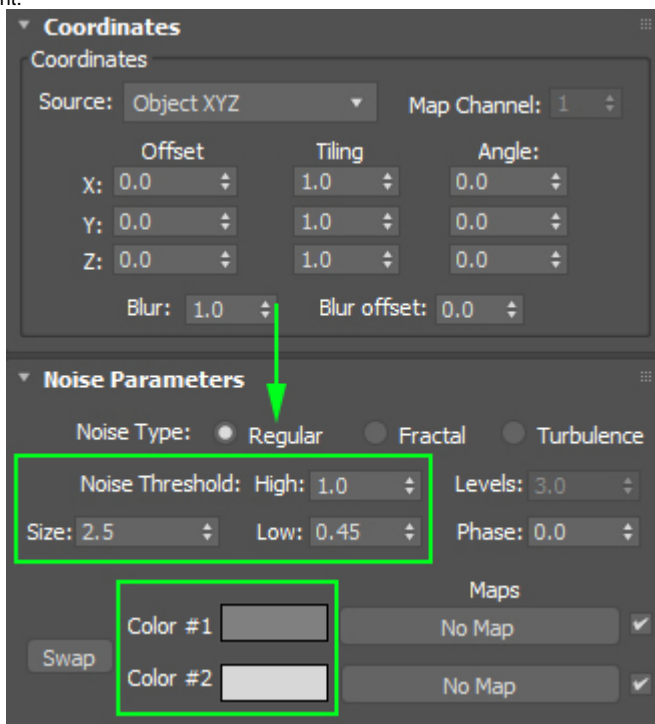 nt.
Coordinates
Coordinates
Source: Object XYZ Map Channel: 1
Offset Tiling Angle:
X: 0.0 1.0 0.0
Y: 0.0 1.0 0.0
Z: 0.0 1.0 0.0
Blur: 1.0 Blur offset: 0.0
Noise Parameters
Noise Type: Regular Fractal Turbulence
Noise Threshold: High: 1.0 Levels: 3.0
Size: 2.5 Low: 0.45 Phase: 0.0
Maps
Color #1 No Map
Swap
Color #2 No Map